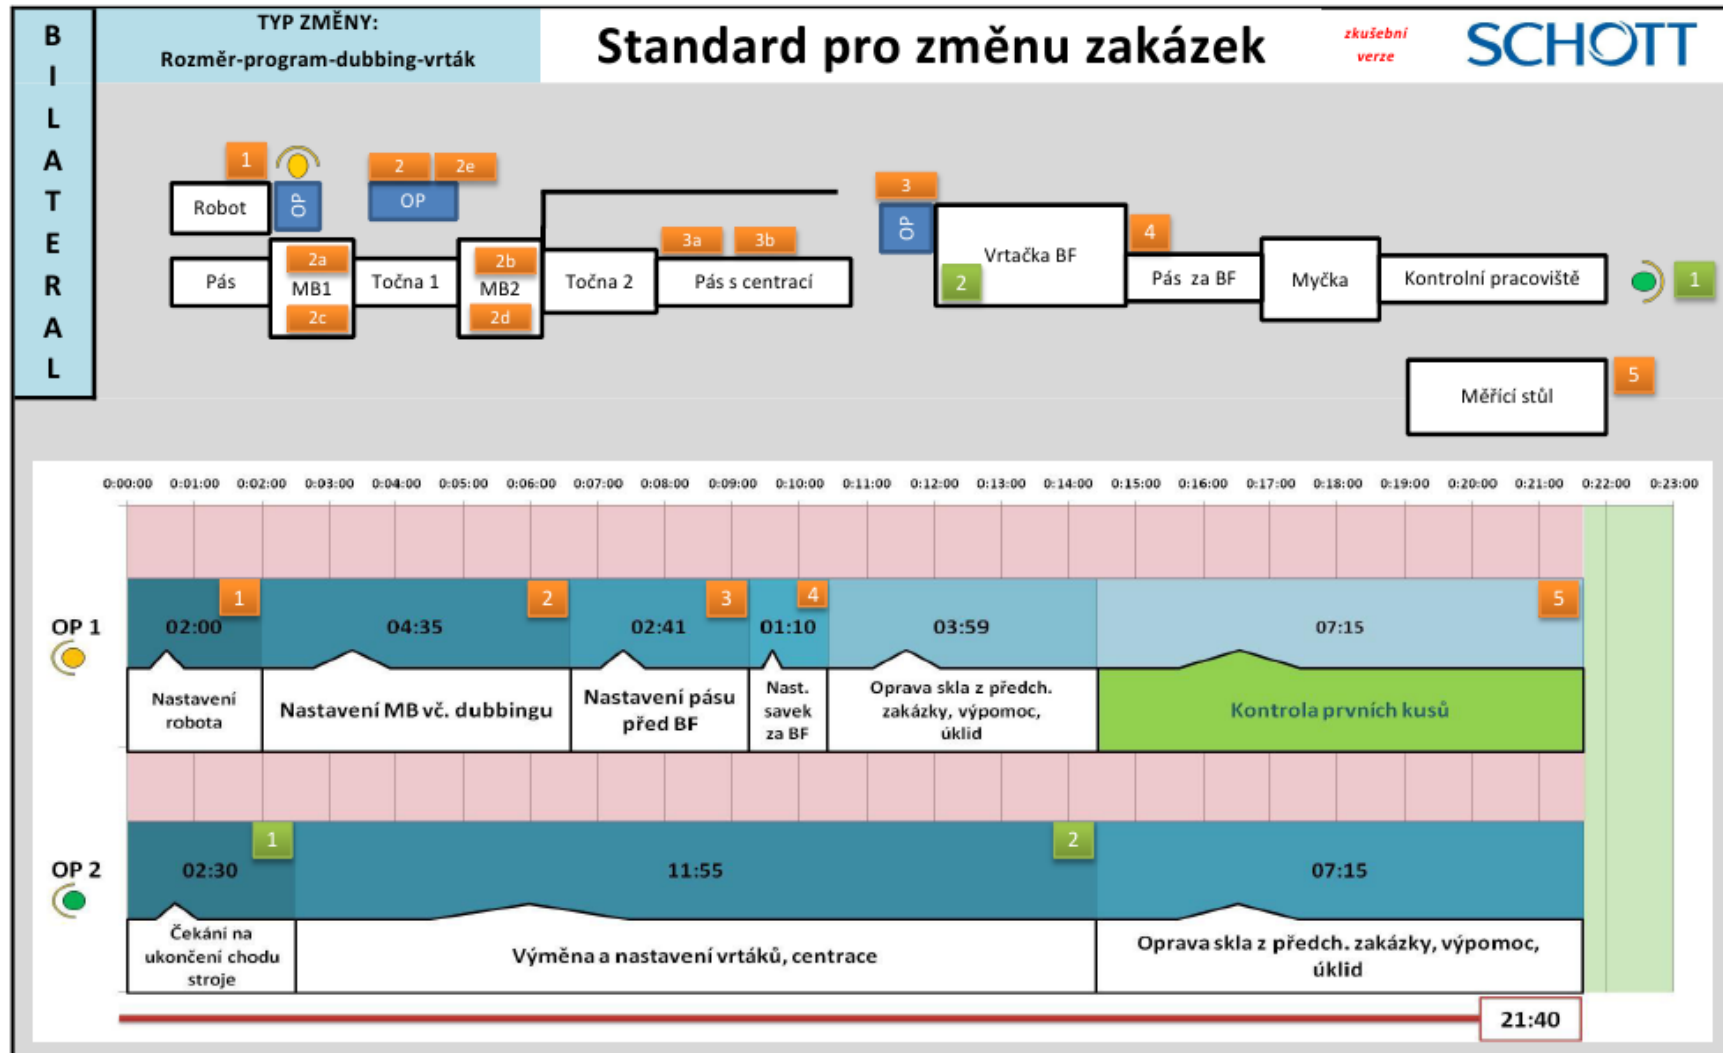 B
I
L
A
T
E
R
A
L
TYP ZMĚNY:
Rozměr-program-dubbing-vrták
Standard pro změnu zakázek
zkušební
verze
SCHOTT
1
2
2e
Robot
OP
OP
3
OP
3a
3b
4
Vrtačka BF
2
Pás
2a
MB1
2c
Točna 1
2b
MB2
2d
Točna 2
Pás s centrací
Pás za BF
Myčka
Kontrolní pracoviště
1
Měřící stůl
5
0:00:00 0:01:00 0:02:00 0:03:00 0:04:00 0:05:00 0:06:00 0:07:00 0:08:00 0:09:00 0:10:00 0:11:00 0:12:00 0:13:00 0:14:00 0:15:00 0:16:00 0:17:00 0:18:00 0:19:00 0:20:00 0:21:00 0:22:00 0:23:00
OP 1
02:00
1
04:35
2
02:41
3
01:10
4
03:59
07:15
5
Nastavení
robota
Nastavení MB vč. dubbingu
Nastavení pásu
před BF
Nast.
savek
za BF
Oprava skla z předch.
zakázky, výpomoc,
úklid
Kontrola prvních kusů
OP 2
02:30
1
11:55
2
07:15
Čekání na
ukončení chodu
stroje
Výměna a nastavení vrtáků, centrace
Oprava skla z předch. zakázky, výpomoc,
úklid
21:40